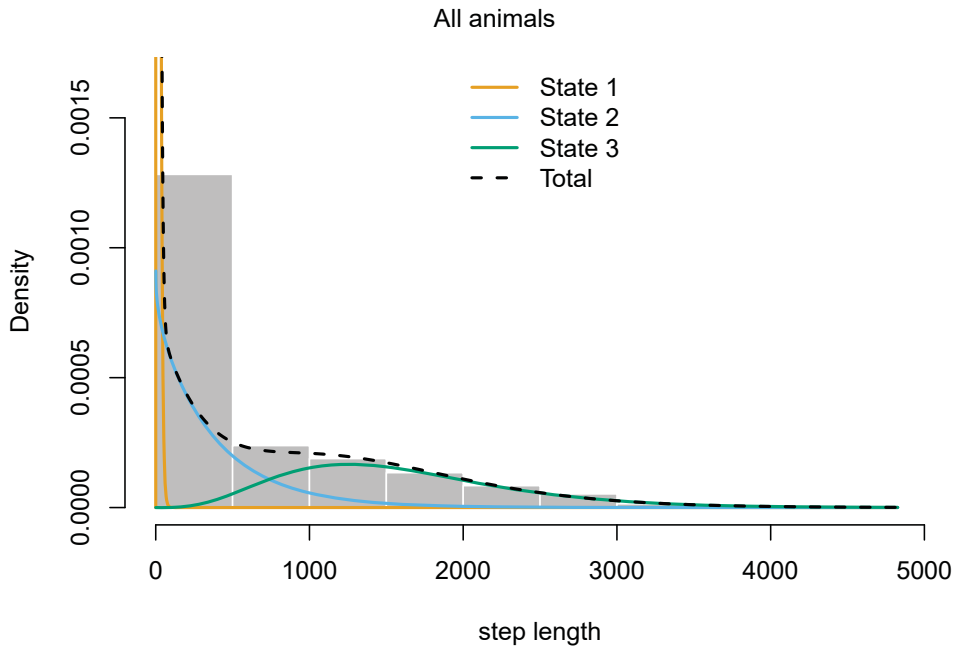 All animals
State 1
State 2
State 3
Total
Density
0.0015
0.0010
0.0005
0.0000
0 1000 2000 3000 4000 5000
step length